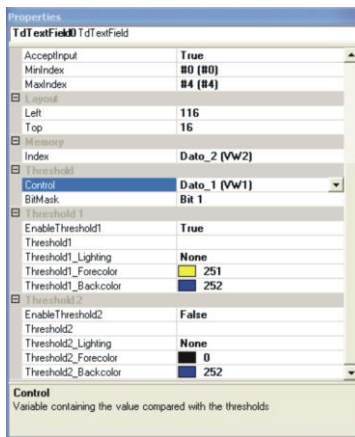 Properties
TdTextField0 TdTextField
AcceptInput True
MinIndex #0 (#0)
MaxIndex #4 (#4)
Layout
Left 116
Top 16
Memory
Index Dato_2 (VW2)
Threshold
Control Dato_1 (VW1)
BitMask Bit 1
Threshold 1
EnableThreshold1 True
Threshold1
Threshold1_Lighting None
Threshold1_Forecolor 251
Threshold1_Backcolor 252
Threshold 2
EnableThreshold2 False
Threshold2
Threshold2_Lighting None
Threshold2_Forecolor 0
Threshold2_Backcolor 252
Control
Variable containing the value compared with the thresholds